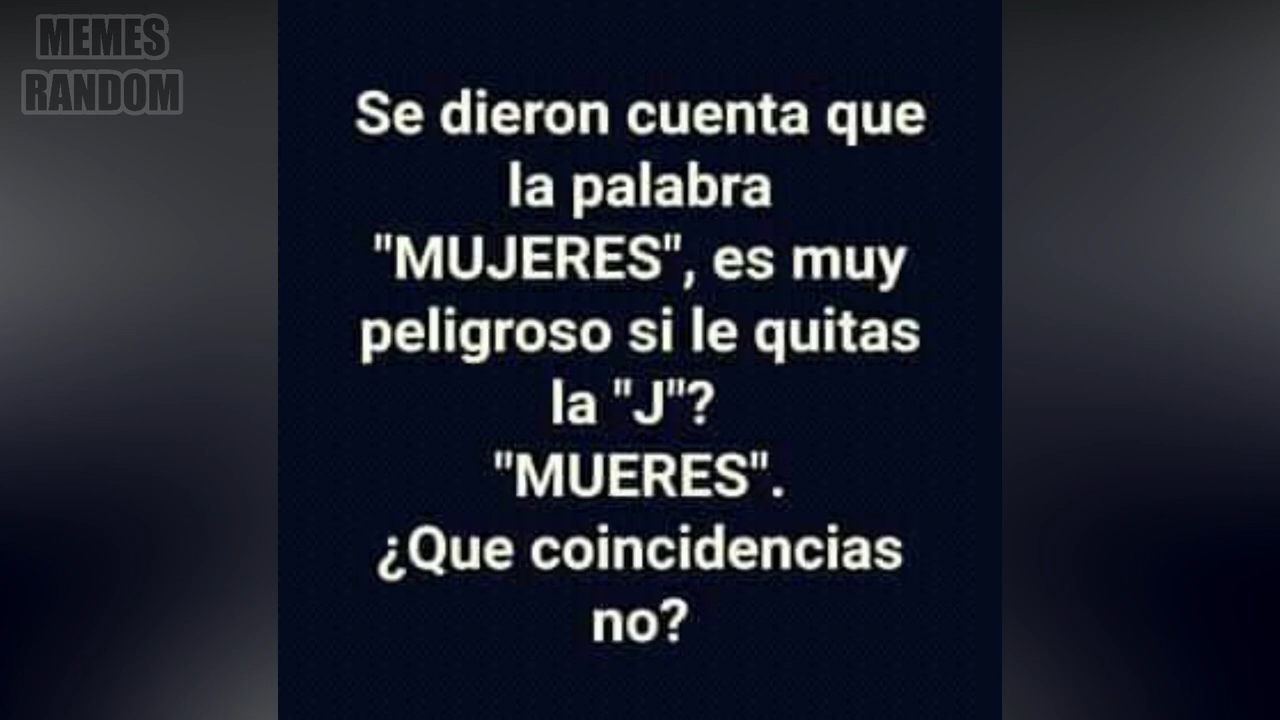 MEMES
RANDOM
Se dieron cuenta que
la palabra
"MUJERES", es muy
peligroso si le quitas
la "J"?
"MUERES".
¿Que coincidencias
no?